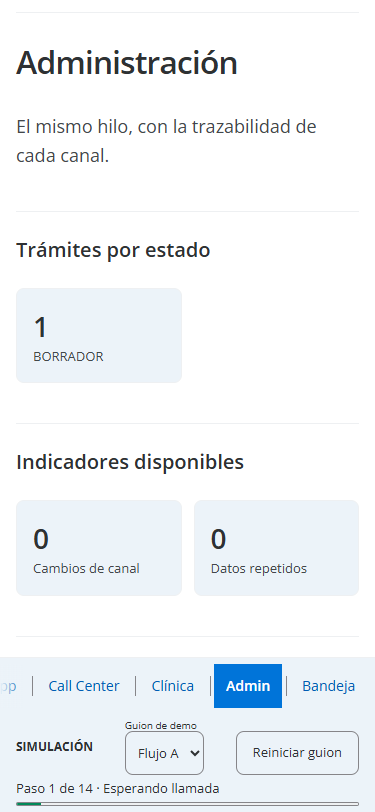 Administración
El mismo hilo, con la trazabilidad de
cada canal.
Trámites por estado
1
BORRADOR
Indicadores disponibles
0
Cambios de canal
0
Datos repetidos
Call Center
Clínica
Admin
Bandeja
Guion de demo
SIMULACIÓN
Flujo A
Reiniciar guion
Paso 1 de 14 · Esperando llamada